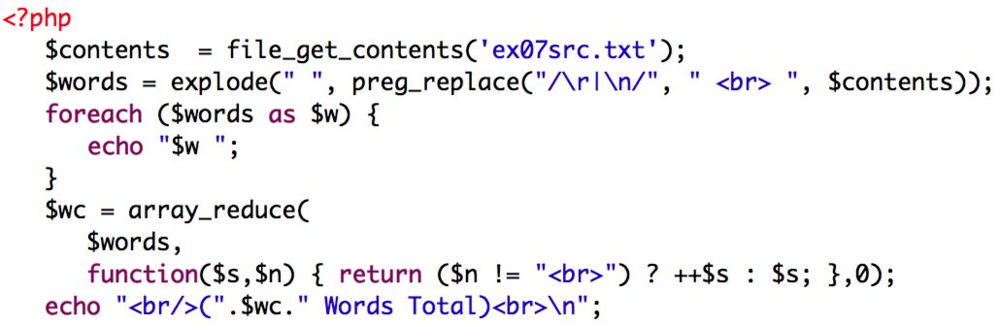 <?php
$contents = file_get_contents('ex07src.txt');
$words = explode(" ", preg_replace("/\r|\n/", " <br> ", $contents));
foreach ($words as $w) {
echo "$w ";
}
$wc = array_reduce(
$words,
function($s,$n) { return ($n != "<br>") ? ++$s : $s; },0);
echo "<br/>(".$wc." Words Total)<br>\n";